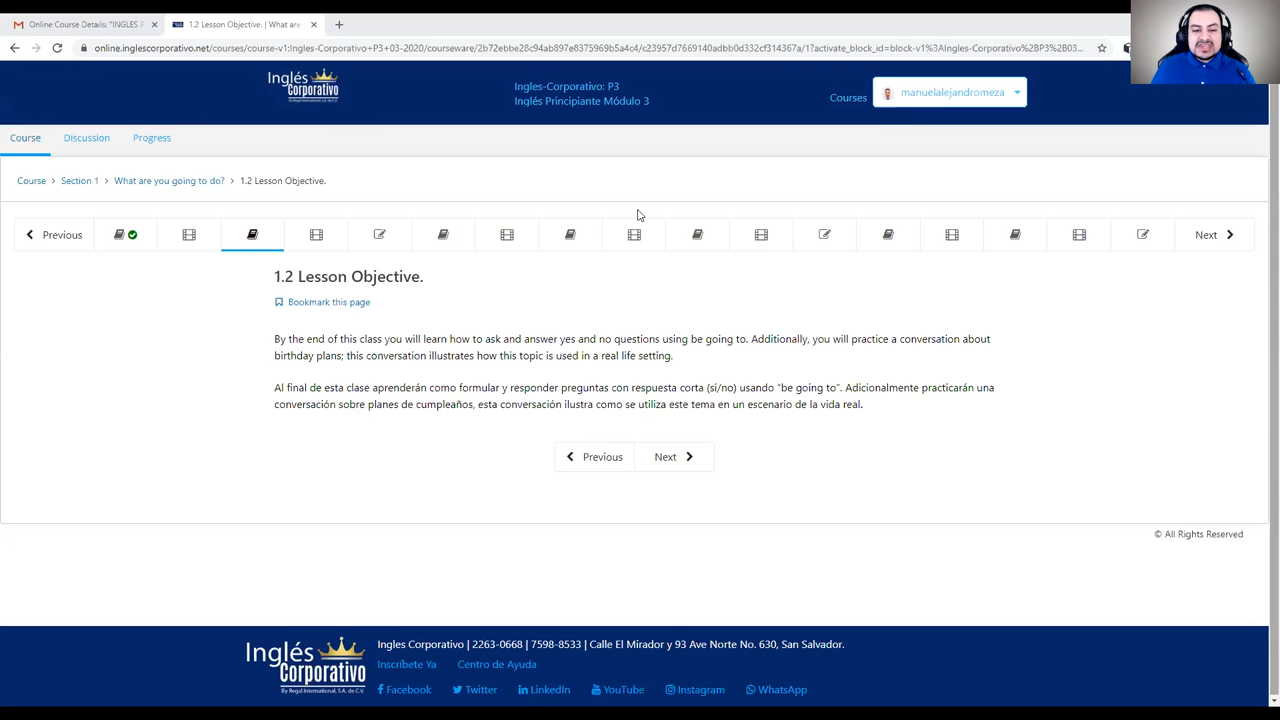 Online Course Details: "INGLES P
1.2 Lesson Objective. | What are
online.inglescorporativo.net/courses/course-v1:Ingles-Corporativo+P3+03-2020/courseware/2b72ebbe28c94ab897e8375969b5a4c4/c23957d7669140adbb0d332cf314367a/1?activate_block_id=block-v1%3AIngles-Corporativo%2BP3%2B03...
Inglés
Corporativo
By Regul International, S.A. de C.V.
Ingles-Corporativo: P3
Inglés Principiante Módulo 3
Courses
manuelalejandromeza
Course
Discussion
Progress
Course > Section 1 > What are you going to do? > 1.2 Lesson Objective.
Previous
Next
1.2 Lesson Objective.
Bookmark this page
By the end of this class you will learn how to ask and answer yes and no questions using be going to. Additionally, you will practice a conversation about
birthday plans; this conversation illustrates how this topic is used in a real life setting.
Al final de esta clase aprenderán como formular y responder preguntas con respuesta corta (si/no) usando “be going to”. Adicionalmente practicarán una
conversación sobre planes de cumpleaños, esta conversación ilustra como se utiliza este tema en un escenario de la vida real.
Previous
Next
© All Rights Reserved
Inglés
Corporativo
By Regul International, S.A. de C.V.
Ingles Corporativo | 2263-0668 | 7598-8533 | Calle El Mirador y 93 Ave Norte No. 630, San Salvador.
Inscríbete Ya
Centro de Ayuda
Facebook
Twitter
LinkedIn
YouTube
Instagram
WhatsApp